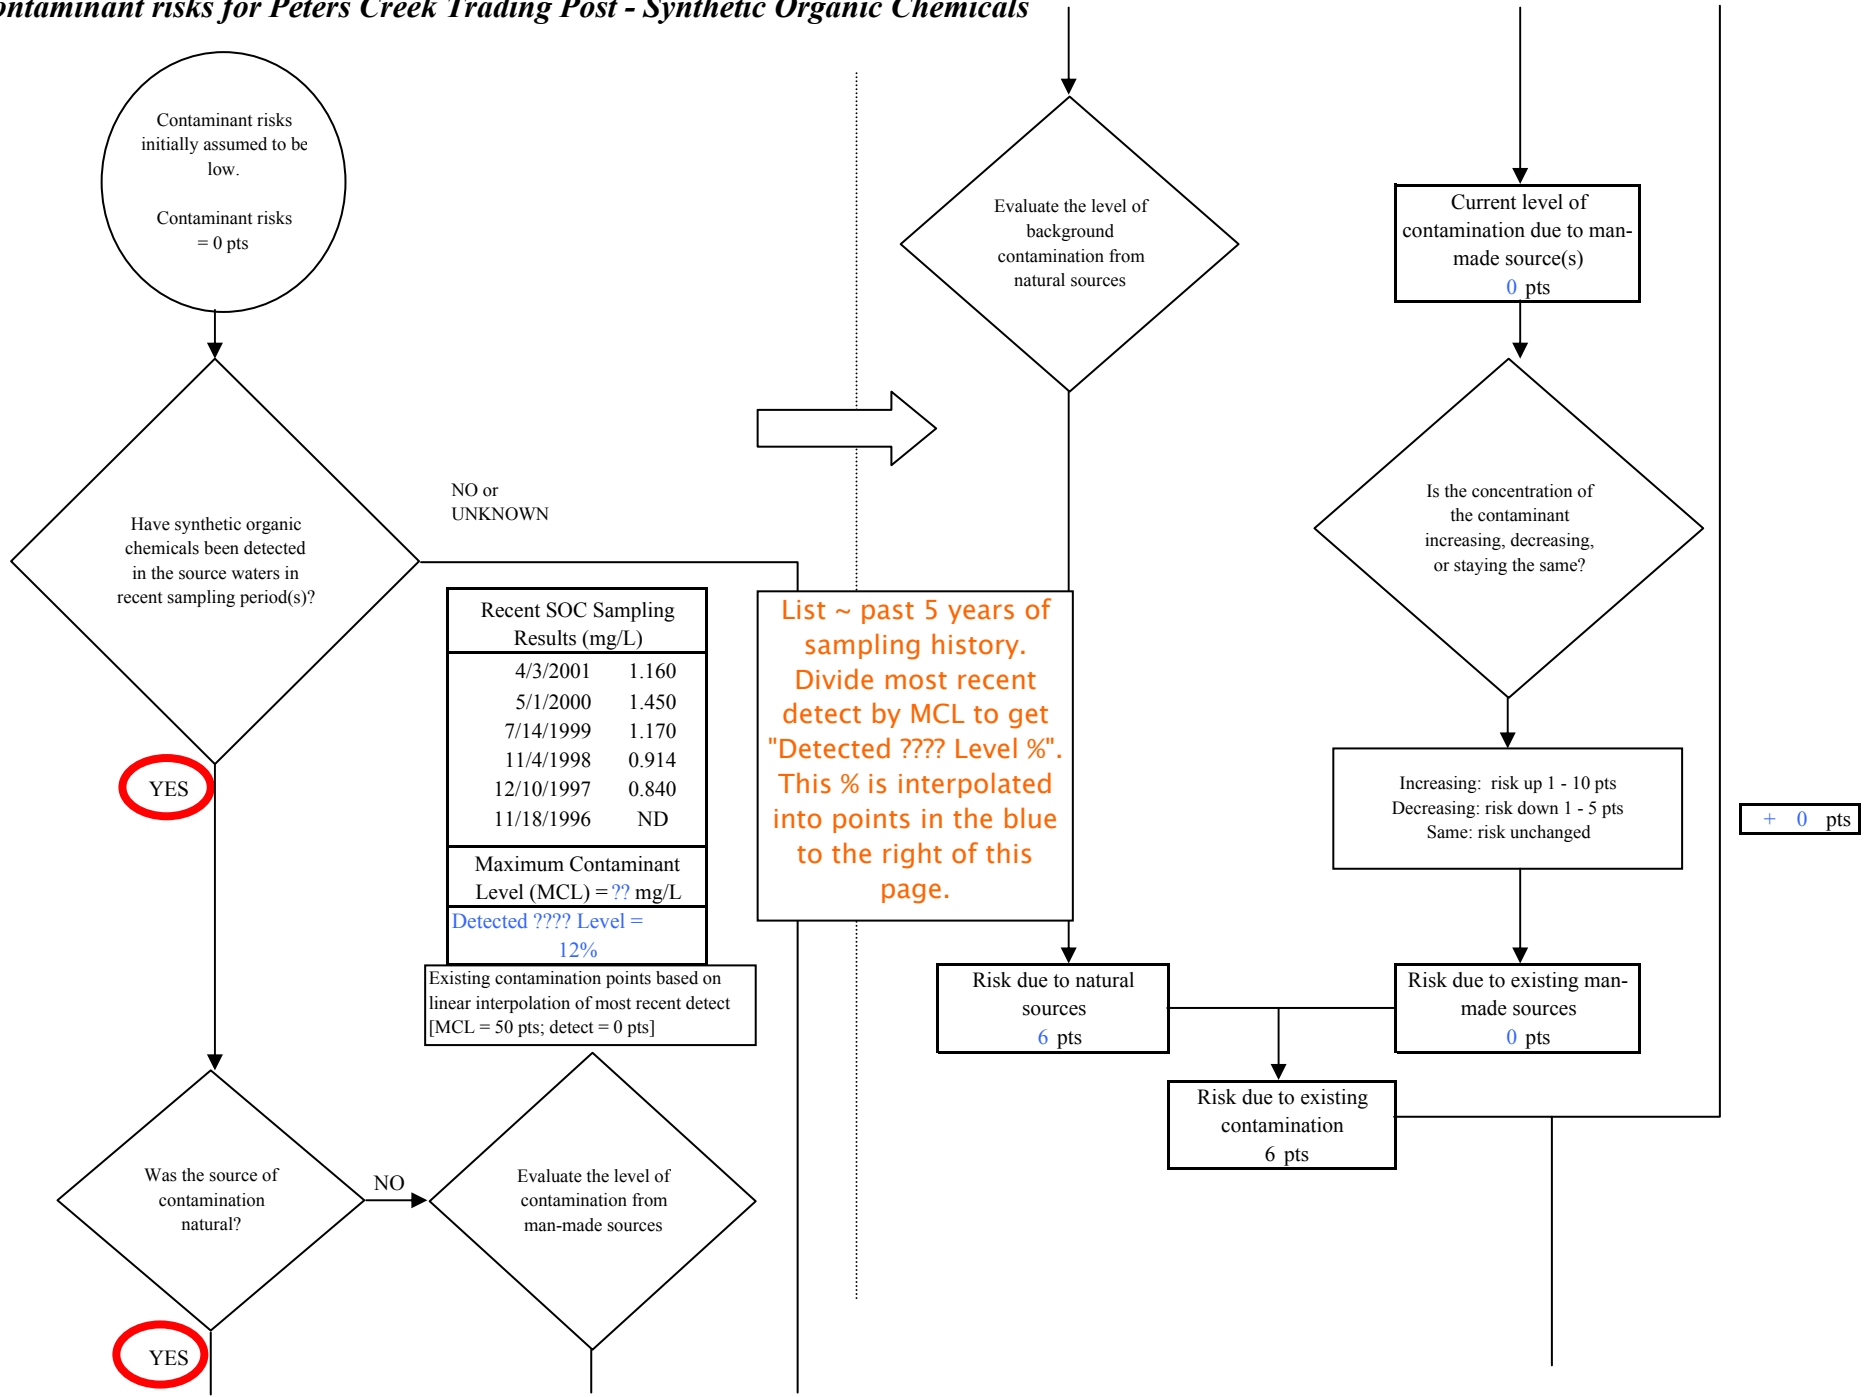 ontaminant risks for Peters Creek Trading Post - Synthetic Organic Chemicals
Contaminant risks
initially assumed to be
low.
Contaminant risks
= 0 pts
Have synthetic organic
chemicals been detected
in the source waters in
recent sampling period(s)?
NO or
UNKNOWN
YES
Recent SOC Sampling
Results (mg/L)
4/3/2001 1.160
5/1/2000 1.450
7/14/1999 1.170
11/4/1998 0.914
12/10/1997 0.840
11/18/1996 ND
Maximum Contaminant
Level (MCL) = ?? mg/L
Detected ???? Level =
12%
Existing contamination points based on
linear interpolation of most recent detect
[MCL = 50 pts; detect = 0 pts]
Was the source of
contamination
natural?
NO
YES
Evaluate the level of
contamination from
man-made sources
Evaluate the level of
background
contamination from
natural sources
List ~ past 5 years of
sampling history.
Divide most recent
detect by MCL to get
"Detected ???? Level %".
This % is interpolated
into points in the blue
to the right of this
page.
Risk due to natural
sources
6 pts
Current level of
contamination due to man-
made source(s)
0 pts
Is the concentration of
the contaminant
increasing, decreasing,
or staying the same?
Increasing: risk up 1 - 10 pts
Decreasing: risk down 1 - 5 pts
Same: risk unchanged
Risk due to existing man-
made sources
0 pts
Risk due to existing
contamination
6 pts
+ 0 pts